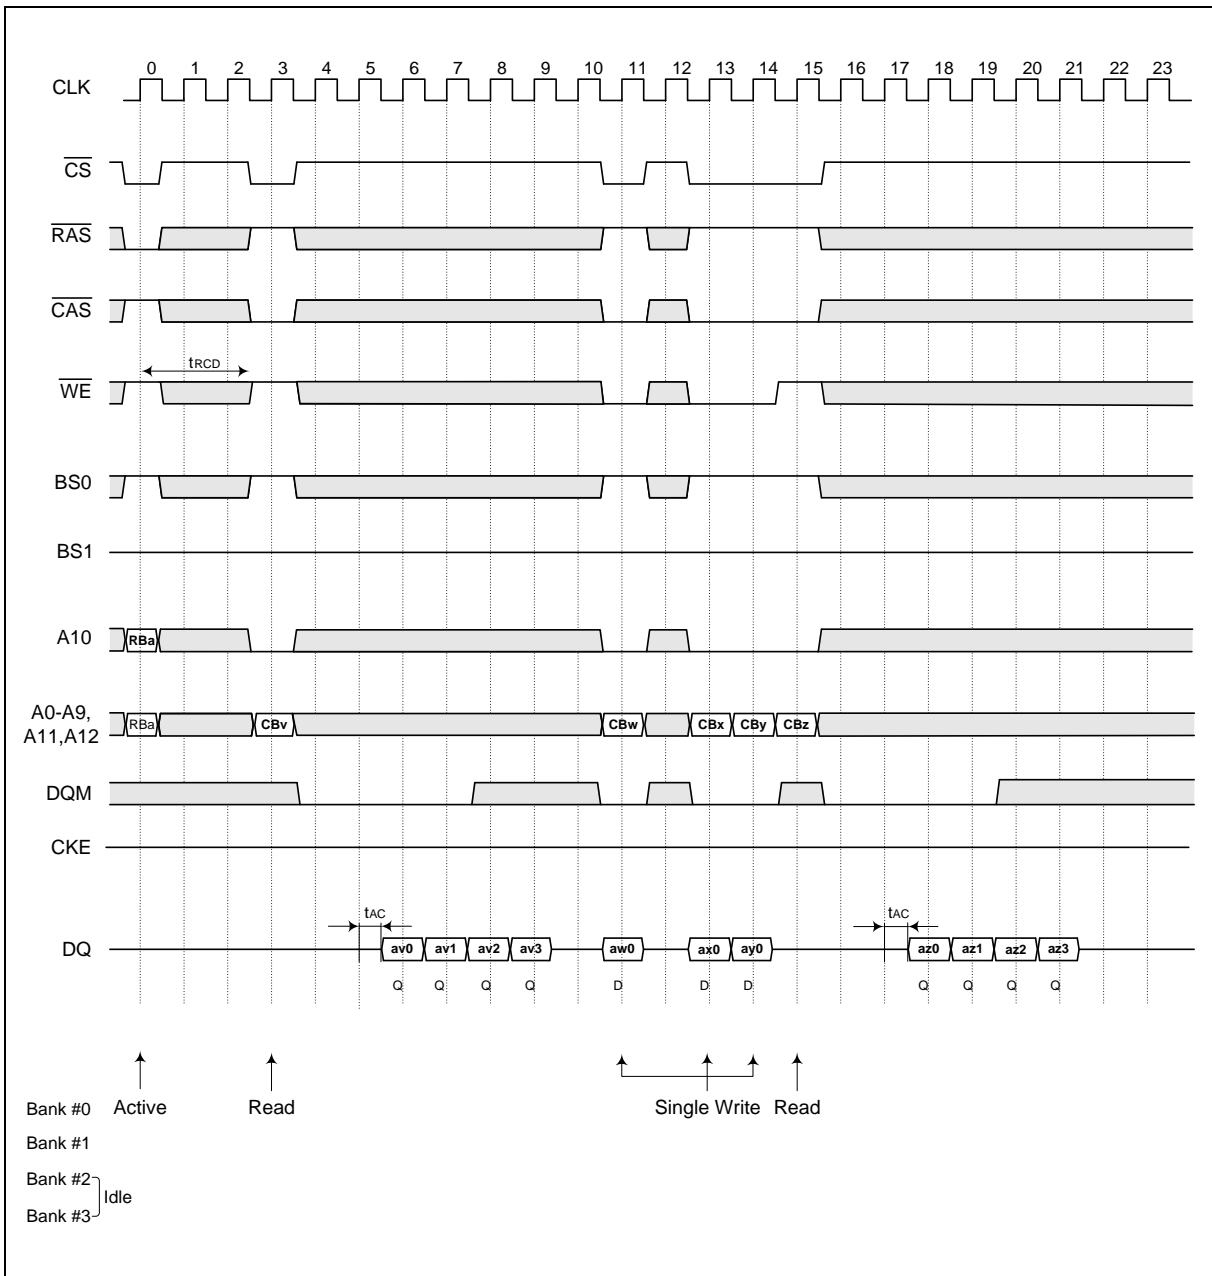 0 1 2 3 4 5 6 7 8 9 10 11 12 13 14 15 16 17 18 19 20 21 22 23
CLK
CS
RAS
CAS
tRCD
WE
BS0
BS1
A10 RBa
A0-A9,
A11,A12
RBa CBv CBw CBx CBy CBz
DQM
CKE
tAC tAC
DQ av0 av1 av2 av3 aw0 ax0 ay0 az0 az1 az2 az3
Q Q Q Q D D D Q Q Q Q
Bank #0 Active Read Single Write Read
Bank #1
Bank #2
Idle
Bank #3